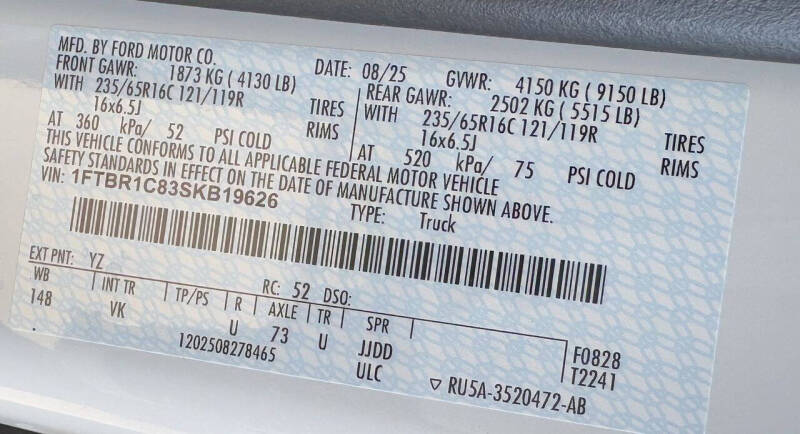 MFD. BY FORD MOTOR CO. DATE: 08/25 GVWR: 4150 KG ( 9150 LB)
FRONT GAWR: 1873 KG ( 4130 LB) REAR GAWR: 2502 KG ( 5515 LB)
WITH 235/65R16C 121/119R TIRES WITH 235/65R16C 121/119R TIRES
16x6.5J RIMS 16x6.5J RIMS
AT 360 kPa/ 52 PSI COLD AT 520 kPa/ 75 PSI COLD
THIS VEHICLE CONFORMS TO ALL APPLICABLE FEDERAL MOTOR VEHICLE
SAFETY STANDARDS IN EFFECT ON THE DATE OF MANUFACTURE SHOWN ABOVE.
VIN: 1FTBR1C83SKB19626 TYPE: Truck
EXT PNT: YZ RC: 52 DSO:
WB INT TR TP/PS R AXLE TR SPR
148 VK U 73 U JJDD F0828
1202508278465 ULC T2241
RU5A-3520472-AB